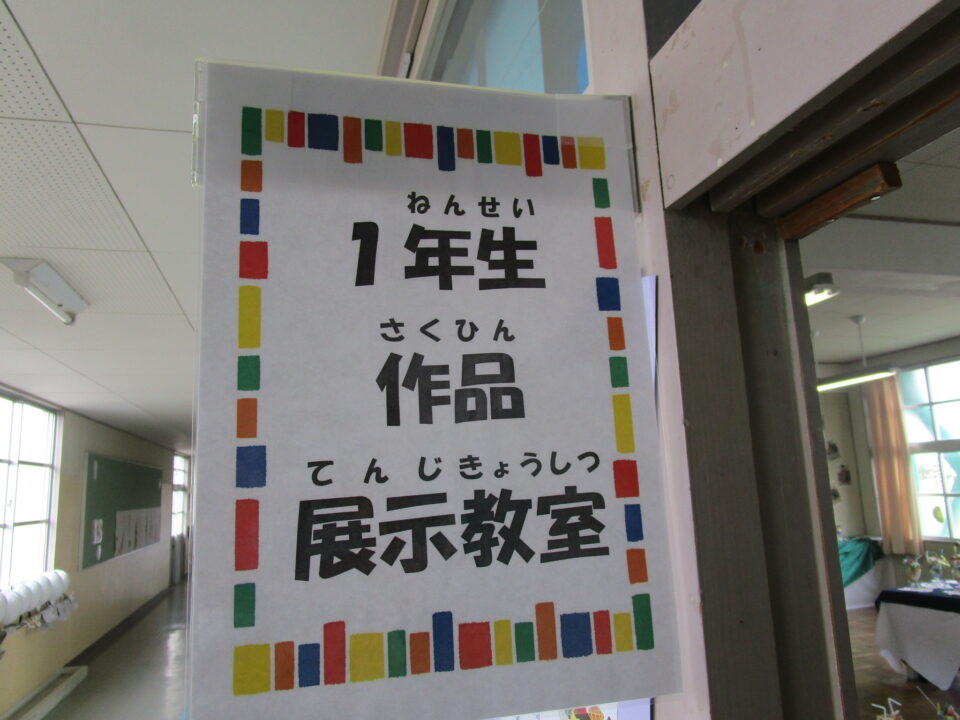 ねんせい
1年生
さくひん
作品
てんじきょうしつ
展示教室